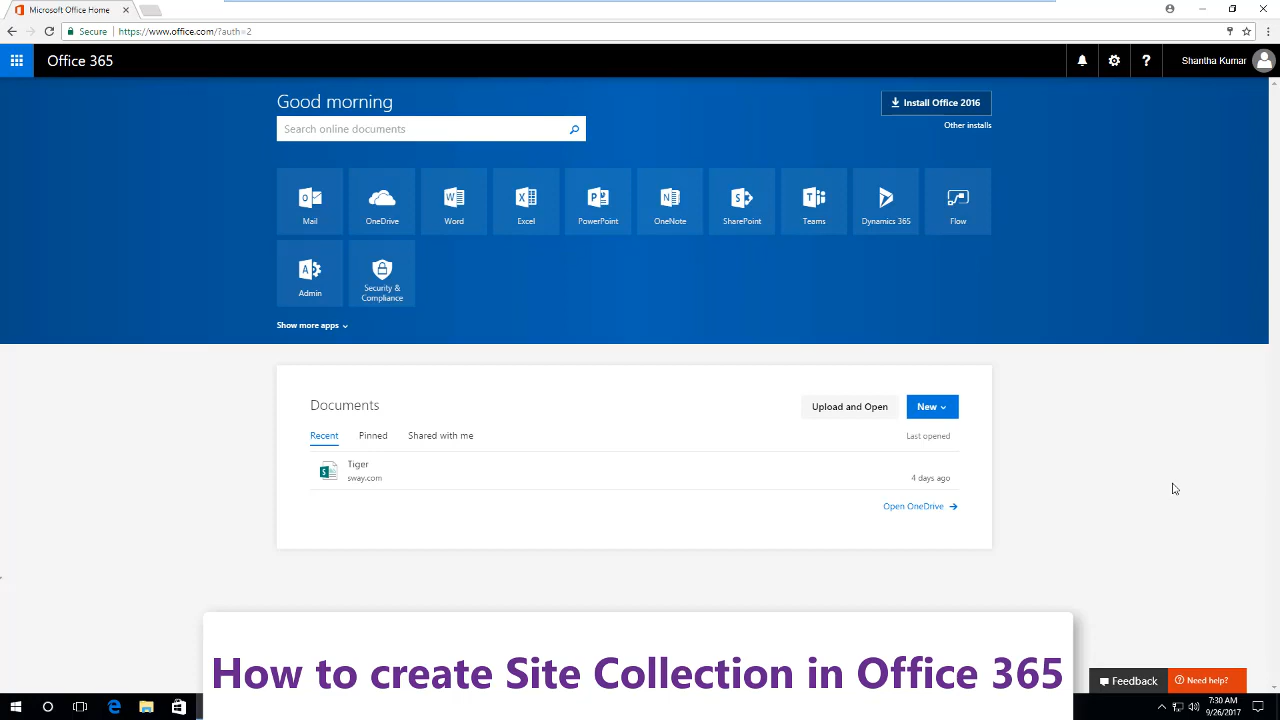 Microsoft Office Home
Secure
https://www.office.com/?auth=2
Office 365
?
Shantha Kumar
Good morning
Install Office 2016
Search online documents
Other installs
Mail
OneDrive
Word
Excel
PowerPoint
OneNote
SharePoint
Teams
Dynamics 365
Flow
Admin
Security &
Compliance
Show more apps
Documents
Upload and Open
New
Recent
Pinned
Shared with me
Last opened
Tiger
sway.com
4 days ago
Open OneDrive
How to create Site Collection in Office 365
Feedback
Need help?
7:30 AM
9/26/2017